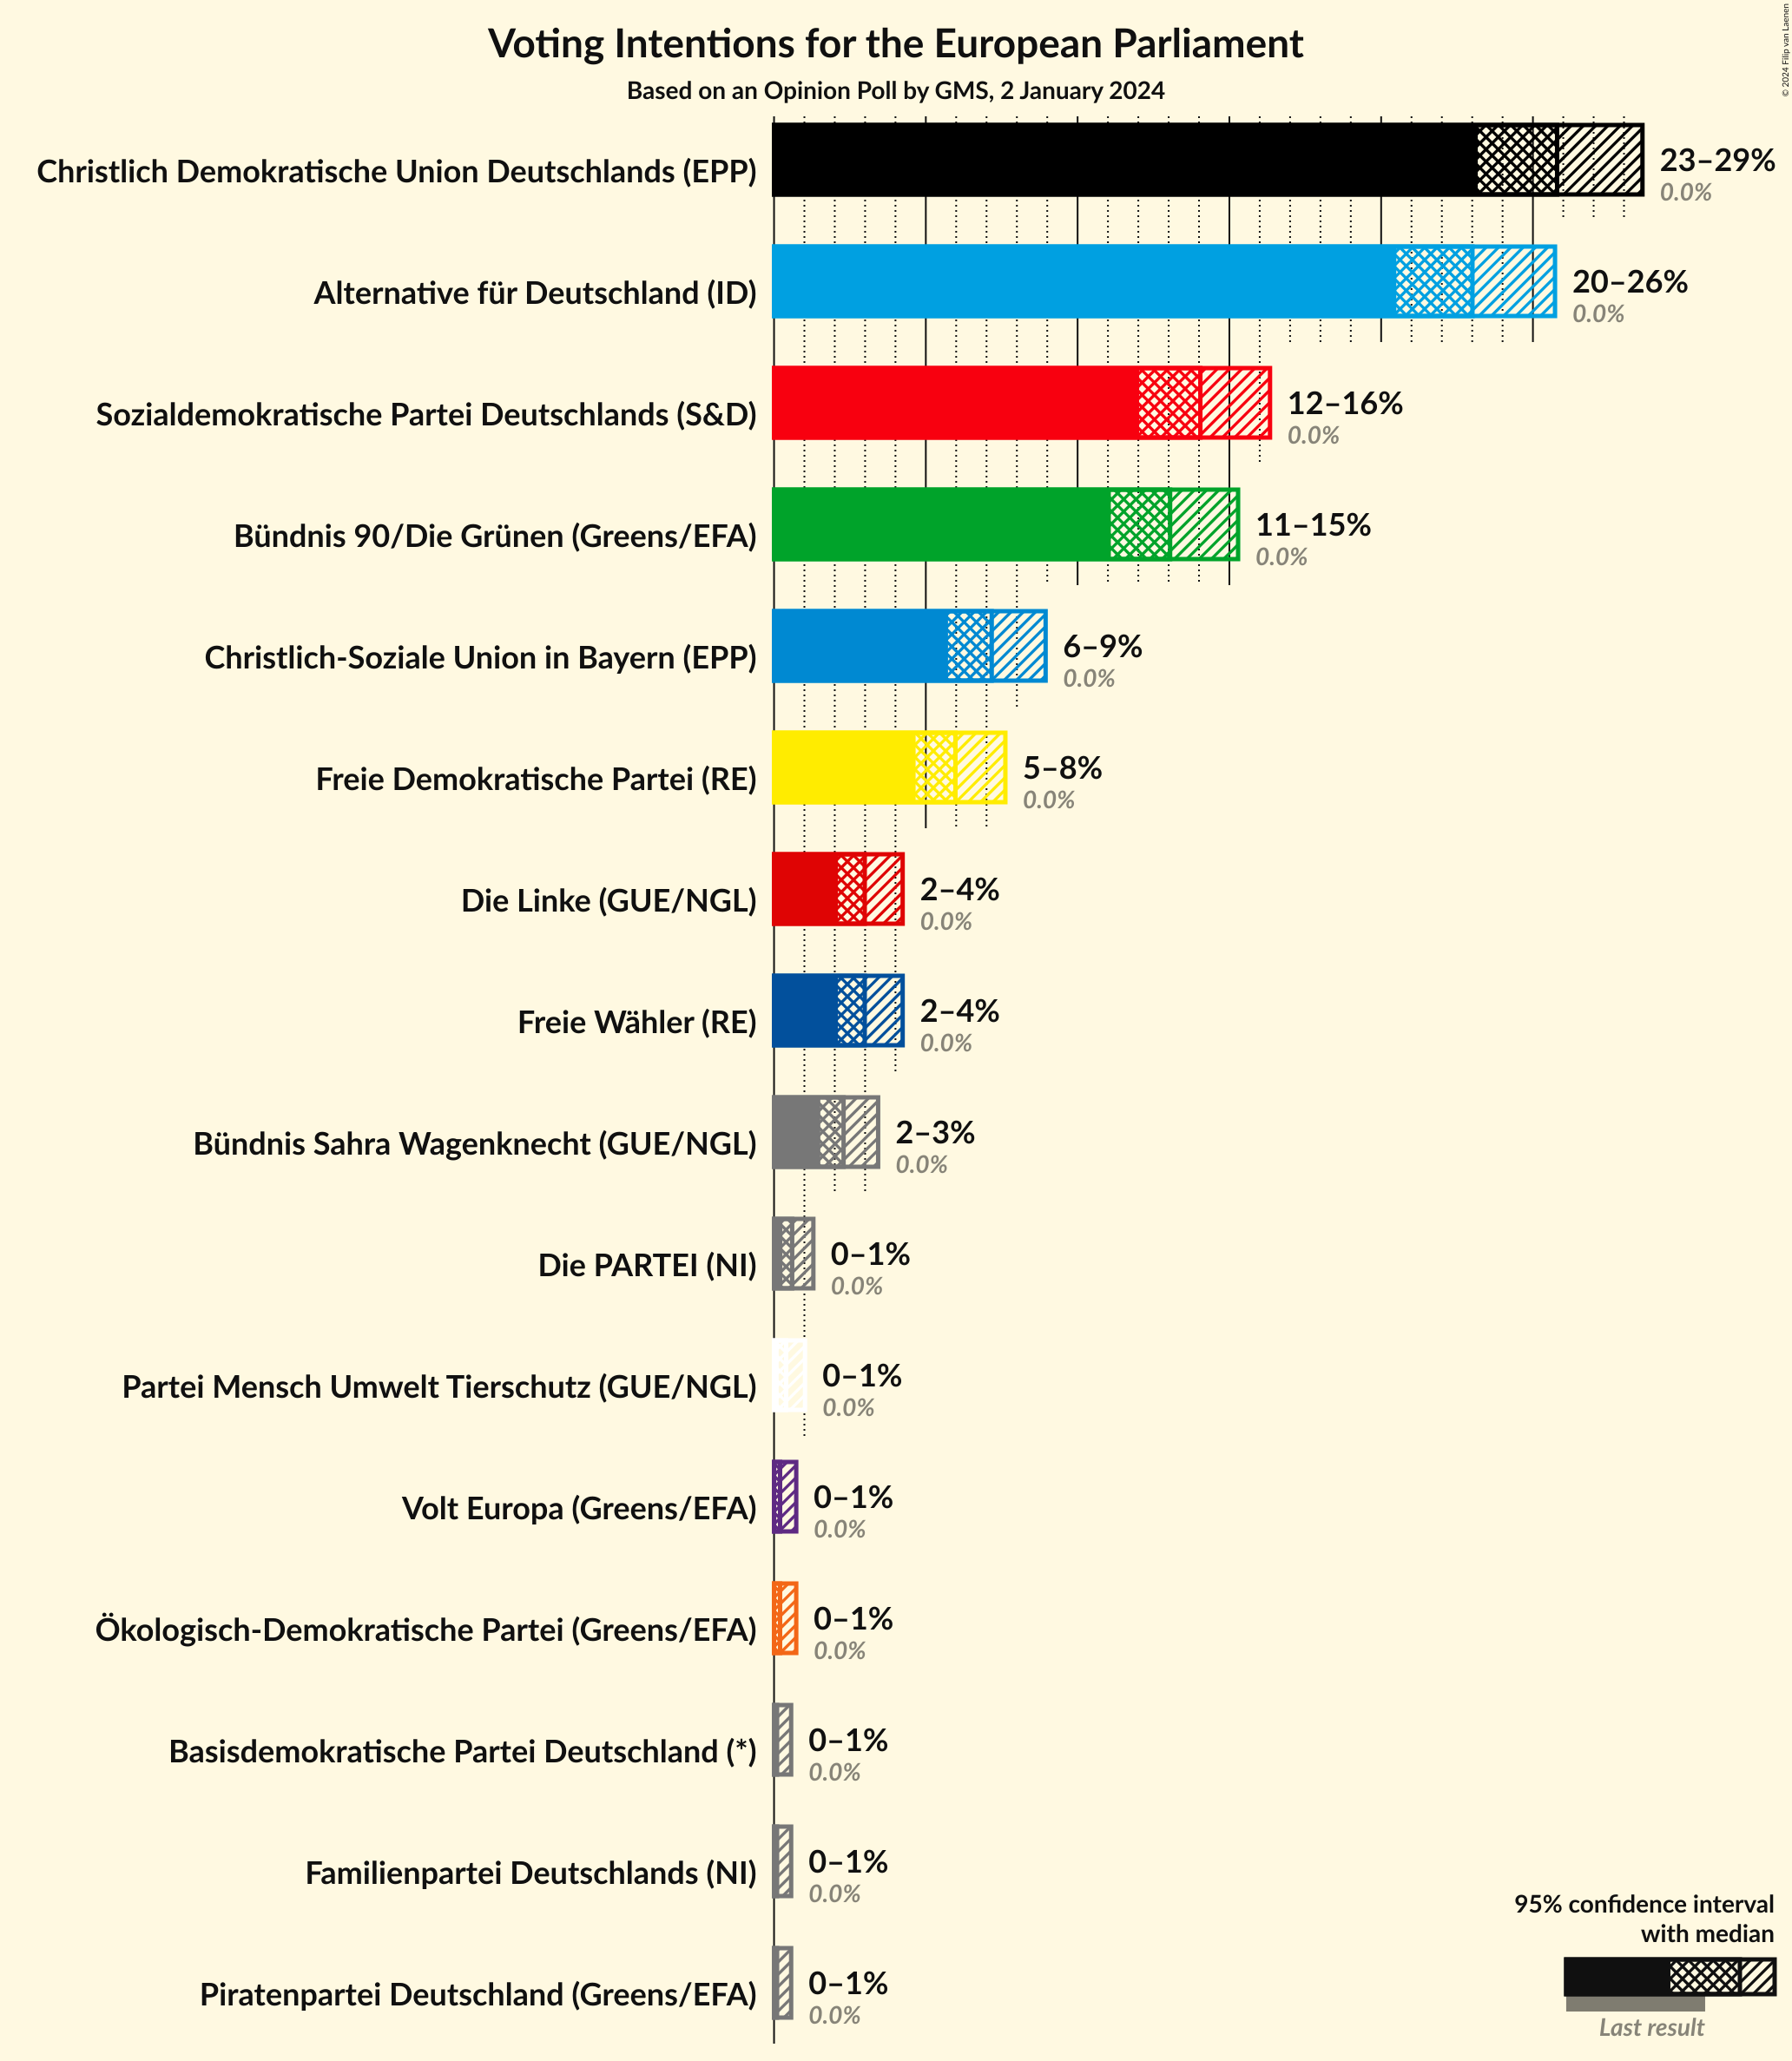 Voting Intentions for the European Parliament
Based on an Opinion Poll by GMS, 2 January 2024
© 2024 Filip van Laenen
Christlich Demokratische Union Deutschlands (EPP)
23–29%
0.0%
Alternative für Deutschland (ID)
20–26%
0.0%
Sozialdemokratische Partei Deutschlands (S&D)
12–16%
0.0%
Bündnis 90/Die Grünen (Greens/EFA)
11–15%
0.0%
Christlich-Soziale Union in Bayern (EPP)
6–9%
0.0%
Freie Demokratische Partei (RE)
5–8%
0.0%
Die Linke (GUE/NGL)
2–4%
0.0%
Freie Wähler (RE)
2–4%
0.0%
Bündnis Sahra Wagenknecht (GUE/NGL)
2–3%
0.0%
Die PARTEI (NI)
0–1%
0.0%
Partei Mensch Umwelt Tierschutz (GUE/NGL)
0–1%
0.0%
Volt Europa (Greens/EFA)
0–1%
0.0%
Ökologisch-Demokratische Partei (Greens/EFA)
0–1%
0.0%
Basisdemokratische Partei Deutschland (*)
0–1%
0.0%
Familienpartei Deutschlands (NI)
0–1%
0.0%
Piratenpartei Deutschland (Greens/EFA)
0–1%
0.0%
95% confidence interval
with median
Last result